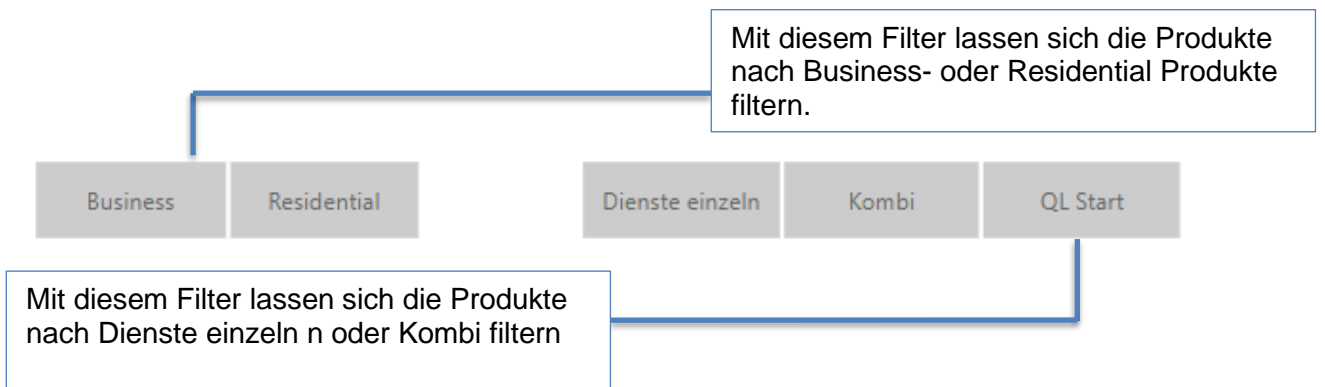 Mit diesem Filter lassen sich die Produkte
nach Business- oder Residential Produkte
filtern.
Business
Residential
Dienste einzeln
Kombi
QL Start
Mit diesem Filter lassen sich die Produkte
nach Dienste einzeln n oder Kombi filtern